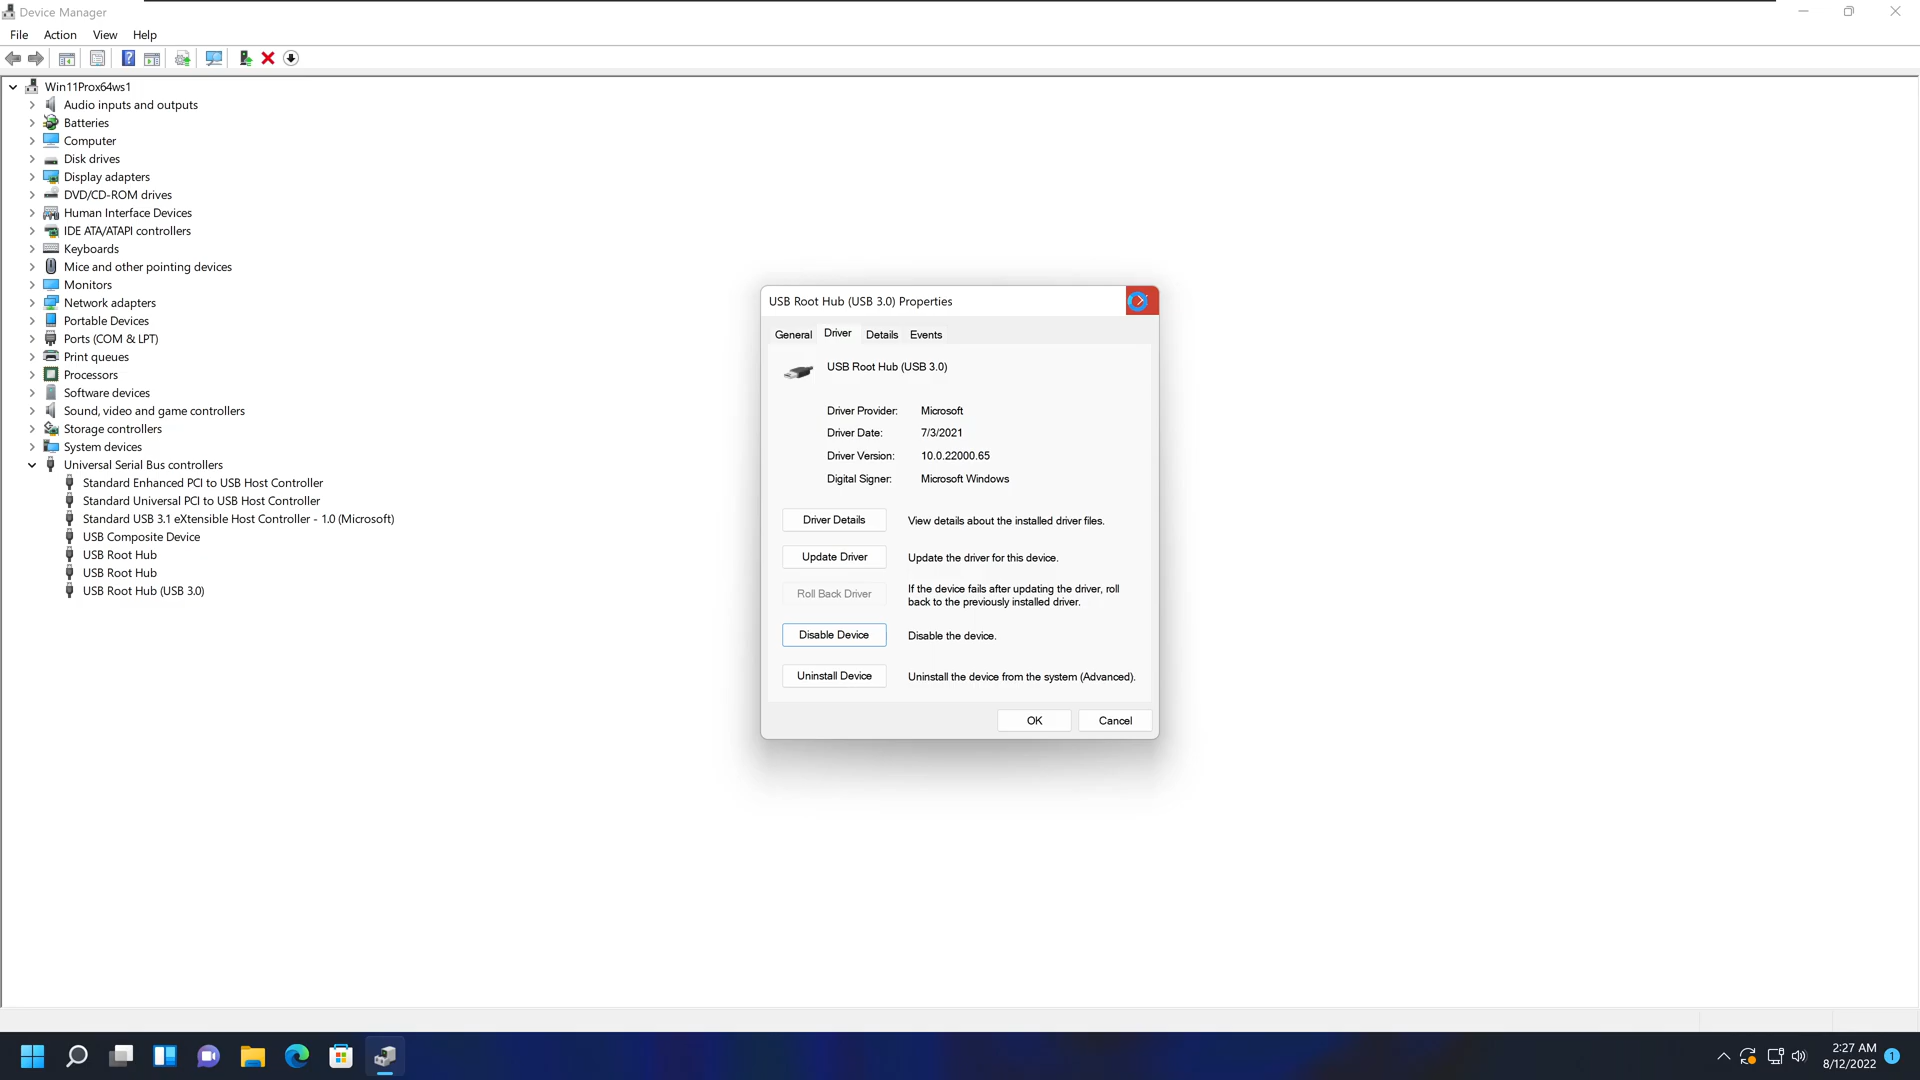 Device Manager
File Action View Help
Win11Prox64ws1
Audio inputs and outputs
Batteries
Computer
Disk drives
Display adapters
DVD/CD-ROM drives
Human Interface Devices
IDE ATA/ATAPI controllers
Keyboards
Mice and other pointing devices
Monitors
Network adapters
Portable Devices
Ports (COM & LPT)
Print queues
Processors
Software devices
Sound, video and game controllers
Storage controllers
System devices
Universal Serial Bus controllers
Standard Enhanced PCI to USB Host Controller
Standard Universal PCI to USB Host Controller
Standard USB 3.1 eXtensible Host Controller - 1.0 (Microsoft)
USB Composite Device
USB Root Hub
USB Root Hub
USB Root Hub (USB 3.0)
USB Root Hub (USB 3.0) Properties
General Driver Details Events
USB Root Hub (USB 3.0)
Driver Provider: Microsoft
Driver Date: 7/3/2021
Driver Version: 10.0.22000.65
Digital Signer: Microsoft Windows
Driver Details View details about the installed driver files.
Update Driver Update the driver for this device.
Roll Back Driver If the device fails after updating the driver, roll
back to the previously installed driver.
Disable Device Disable the device.
Uninstall Device Uninstall the device from the system (Advanced).
OK Cancel
2:27 AM
8/12/2022
1